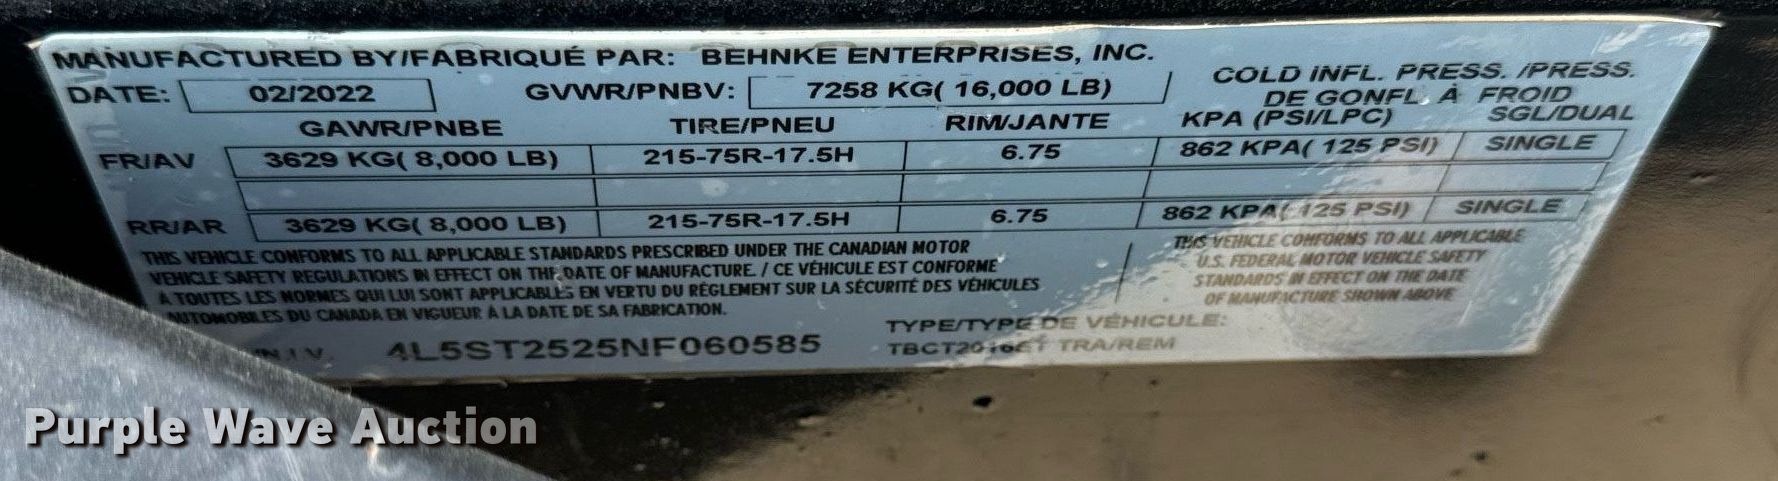 MANUFACTURED BY/FABRIQUÉ PAR: BEHNKE ENTERPRISES, INC.
DATE: 02/2022 GVWR/PNBV: 7258 KG( 16,000 LB)
COLD INFL. PRESS. /PRESS.
DE GONFL. À FROID
GAWR/PNBE TIRE/PNEU RIM/JANTE KPA (PSI/LPC) SGL/DUAL
FR/AV 3629 KG( 8,000 LB) 215-75R-17.5H 6.75 862 KPA( 125 PSI) SINGLE
RR/AR 3629 KG( 8,000 LB) 215-75R-17.5H 6.75 862 KPA( 125 PSI) SINGLE
THIS VEHICLE CONFORMS TO ALL APPLICABLE STANDARDS PRESCRIBED UNDER THE CANADIAN MOTOR
VEHICLE SAFETY REGULATIONS IN EFFECT ON THE DATE OF MANUFACTURE. / CE VÉHICULE EST CONFORME
À TOUTES LES NORMES QUI LUI SONT APPLICABLES EN VERTU DU RÈGLEMENT SUR LA SÉCURITÉ DES VÉHICULES
AUTOMOBILES DU CANADA EN VIGUEUR À LA DATE DE SA FABRICATION.
THIS VEHICLE CONFORMS TO ALL APPLICABLE
U.S. FEDERAL MOTOR VEHICLE SAFETY
STANDARDS IN EFFECT ON THE DATE
OF MANUFACTURE SHOWN ABOVE
N.I.V. 4L5ST2525NF060585
TYPE/TYPE DE VÉHICULE:
TBCT2016ET TRA/REM
Purple Wave Auction